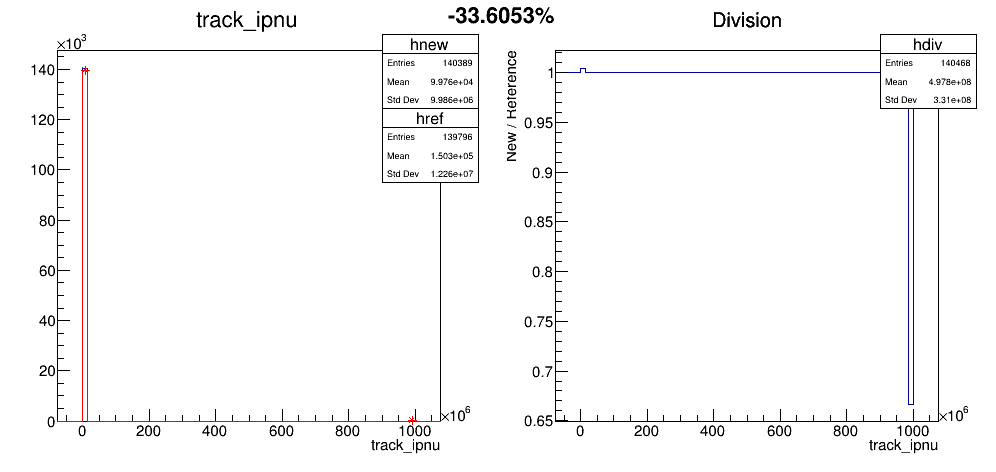 -33.6053%
track_ipnu
×10³
hnew
Entries 140389
Mean 9.976e+04
Std Dev 9.986e+06
href
Entries 139796
Mean 1.503e+05
Std Dev 1.226e+07
140
120
100
80
60
40
20
0
0 200 400 600 800 1000
×10⁶
track_ipnu
Division
hdiv
Entries 140468
Mean 4.978e+08
Std Dev 3.31e+08
New / Reference
1
0.95
0.9
0.85
0.8
0.75
0.7
0.65
0 200 400 600 800 1000
×10⁶
track_ipnu